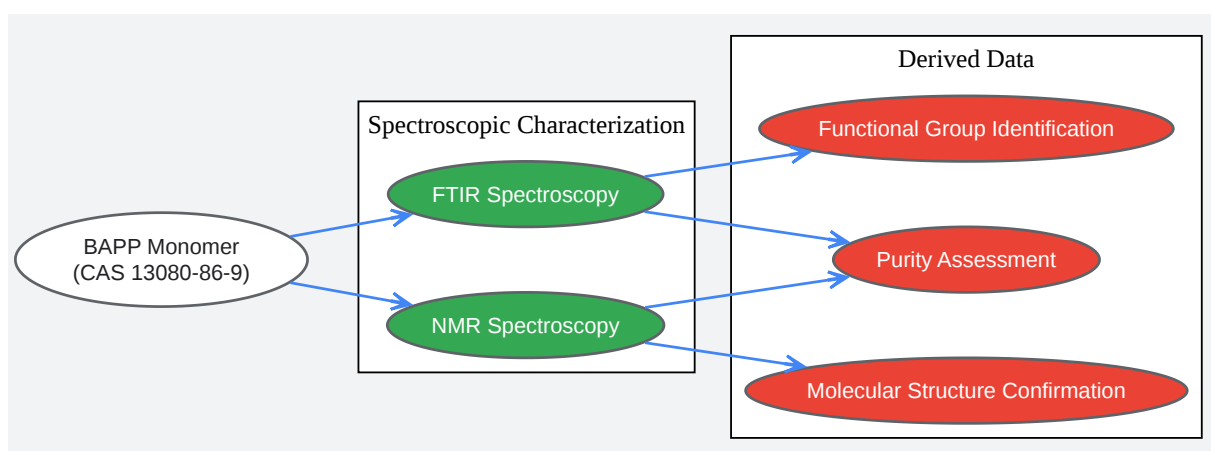 BAPP Monomer
(CAS 13080-86-9)
Spectroscopic Characterization
FTIR Spectroscopy
NMR Spectroscopy
Derived Data
Functional Group Identification
Purity Assessment
Molecular Structure Confirmation